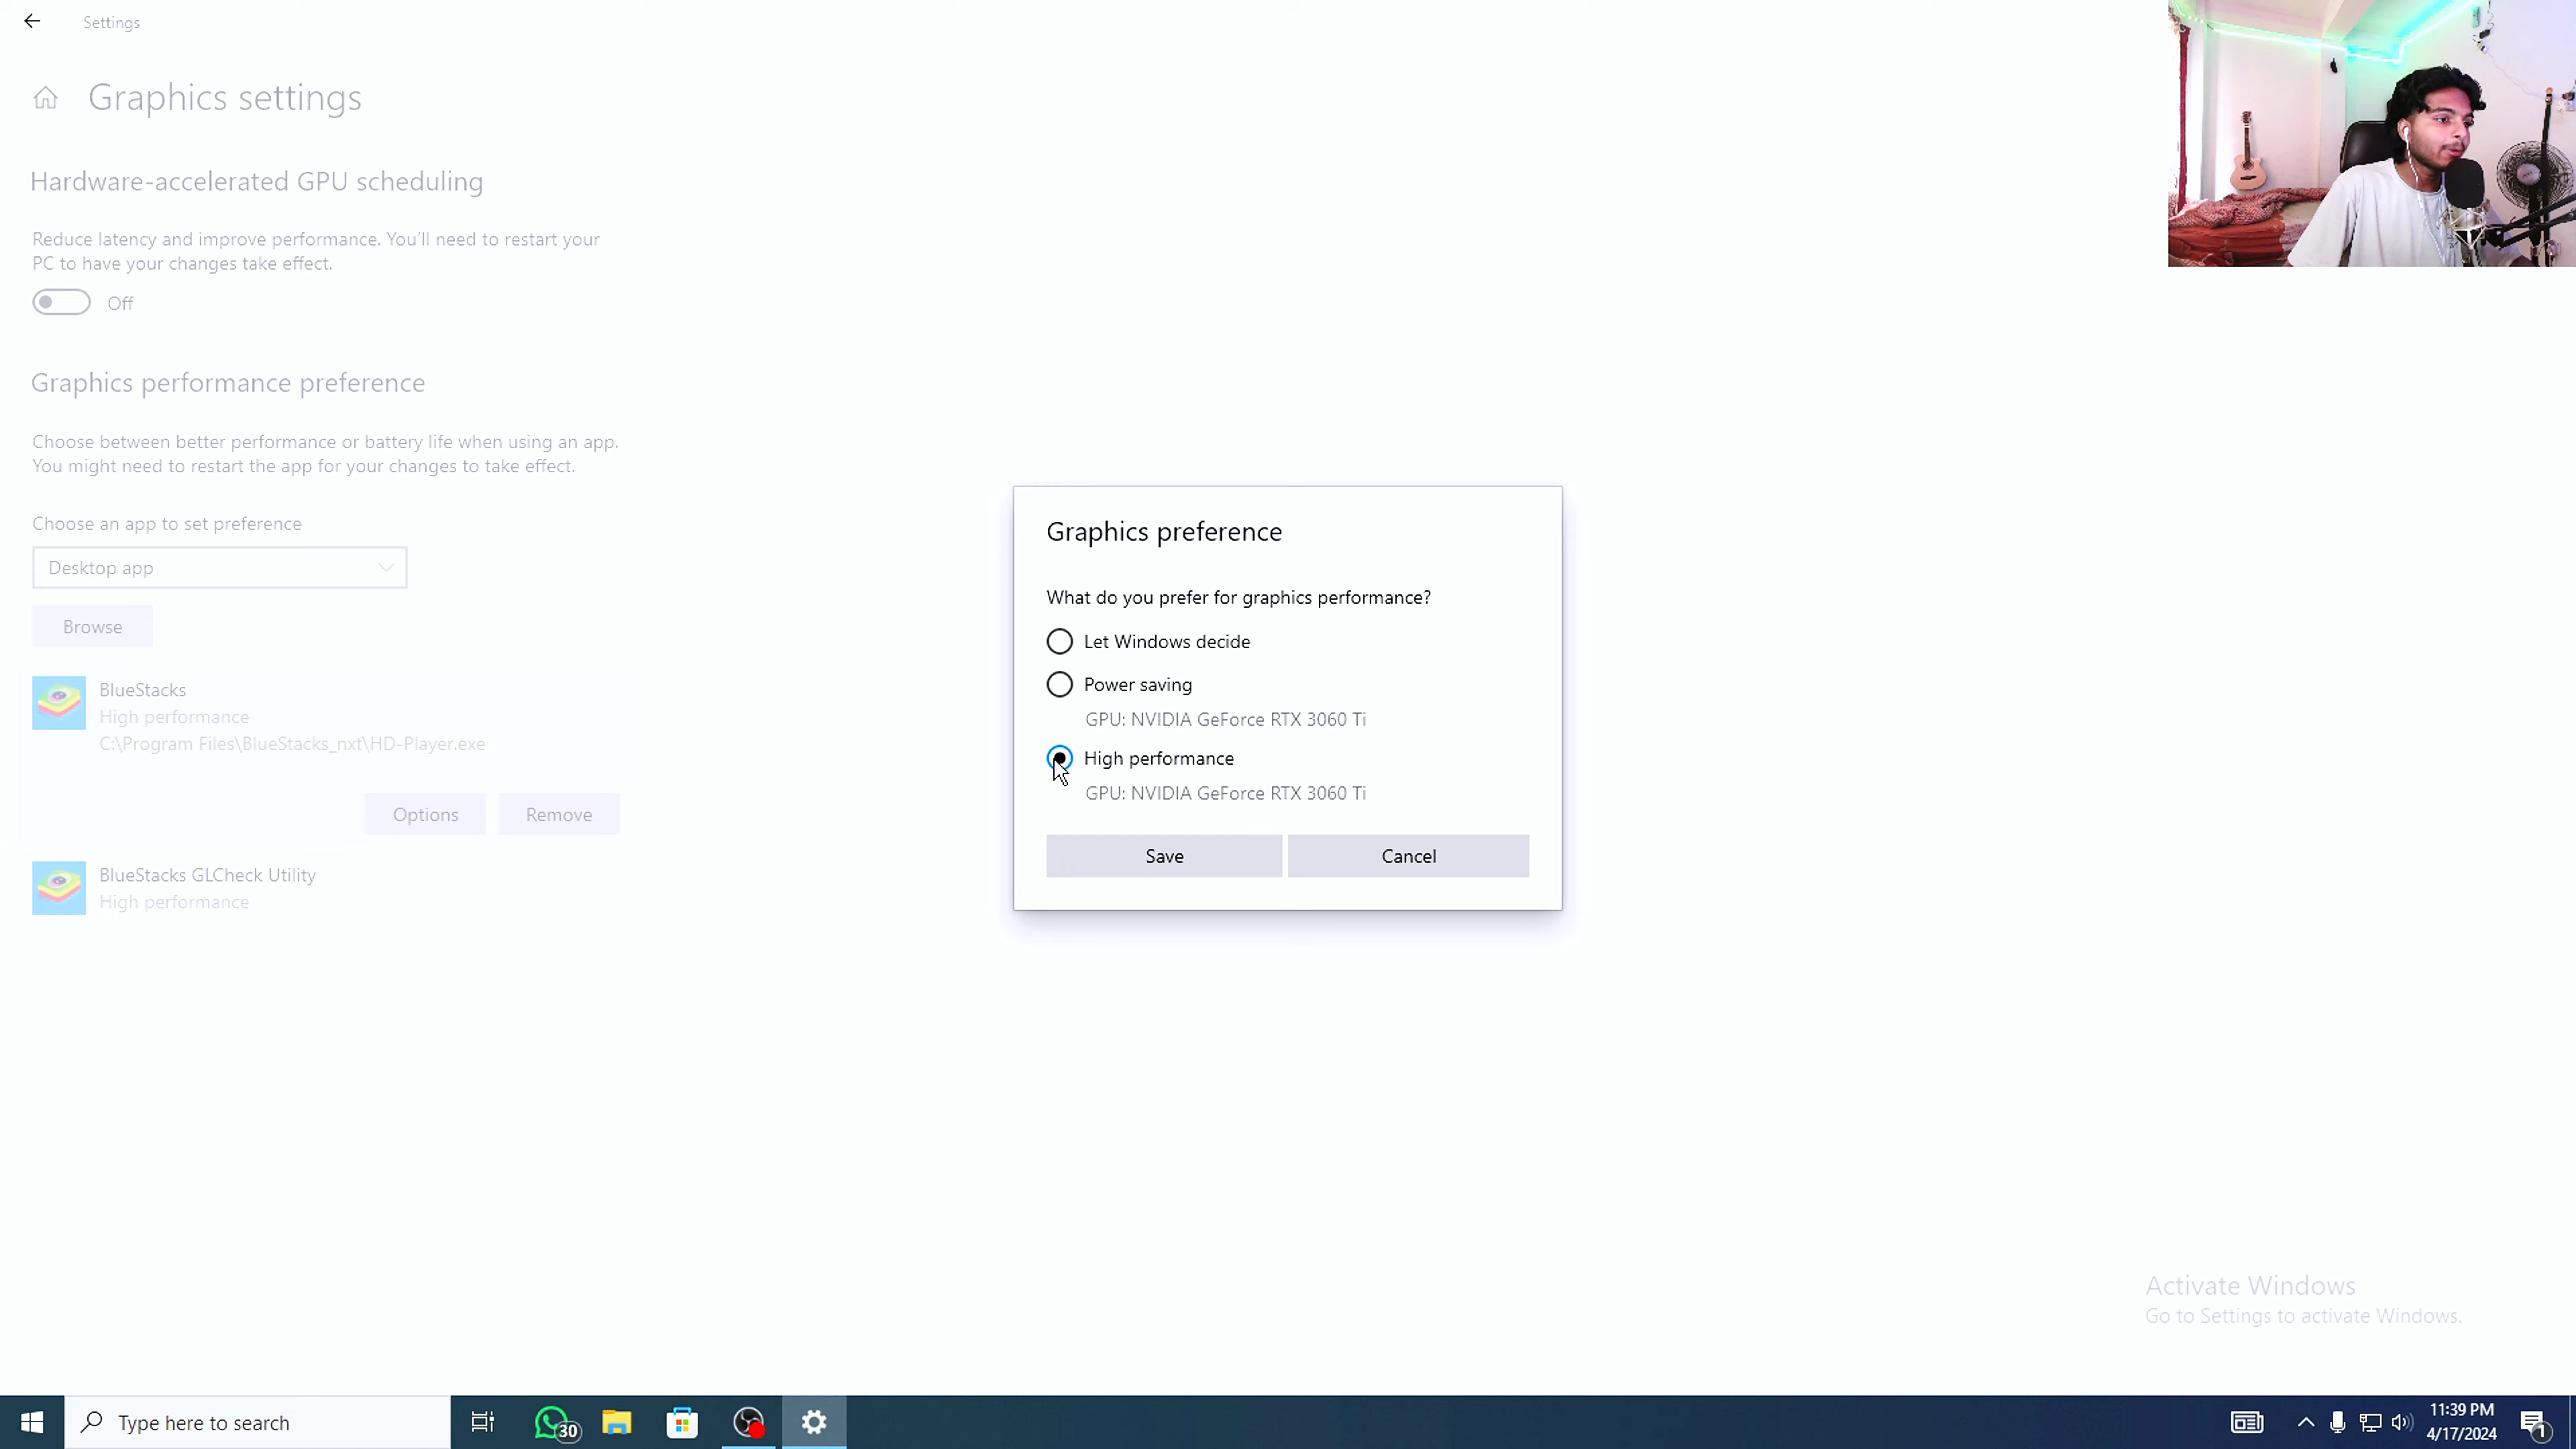 Settings
Graphics settings
Hardware-accelerated GPU scheduling
Reduce latency and improve performance. You'll need to restart your
PC to have your changes take effect.
Off
Graphics performance preference
Choose between better performance or battery life when using an app.
You might need to restart the app for your changes to take effect.
Choose an app to set preference
Desktop app
Browse
BlueStacks
High performance
C:\Program Files\BlueStacks_nxt\HD-Player.exe
Options
Remove
BlueStacks GLCheck Utility
High performance
Graphics preference
What do you prefer for graphics performance?
Let Windows decide
Power saving
GPU: NVIDIA GeForce RTX 3060 Ti
High performance
GPU: NVIDIA GeForce RTX 3060 Ti
Save
Cancel
Activate Windows
Go to Settings to activate Windows.
Type here to search
30
11:39 PM
4/17/2024
1